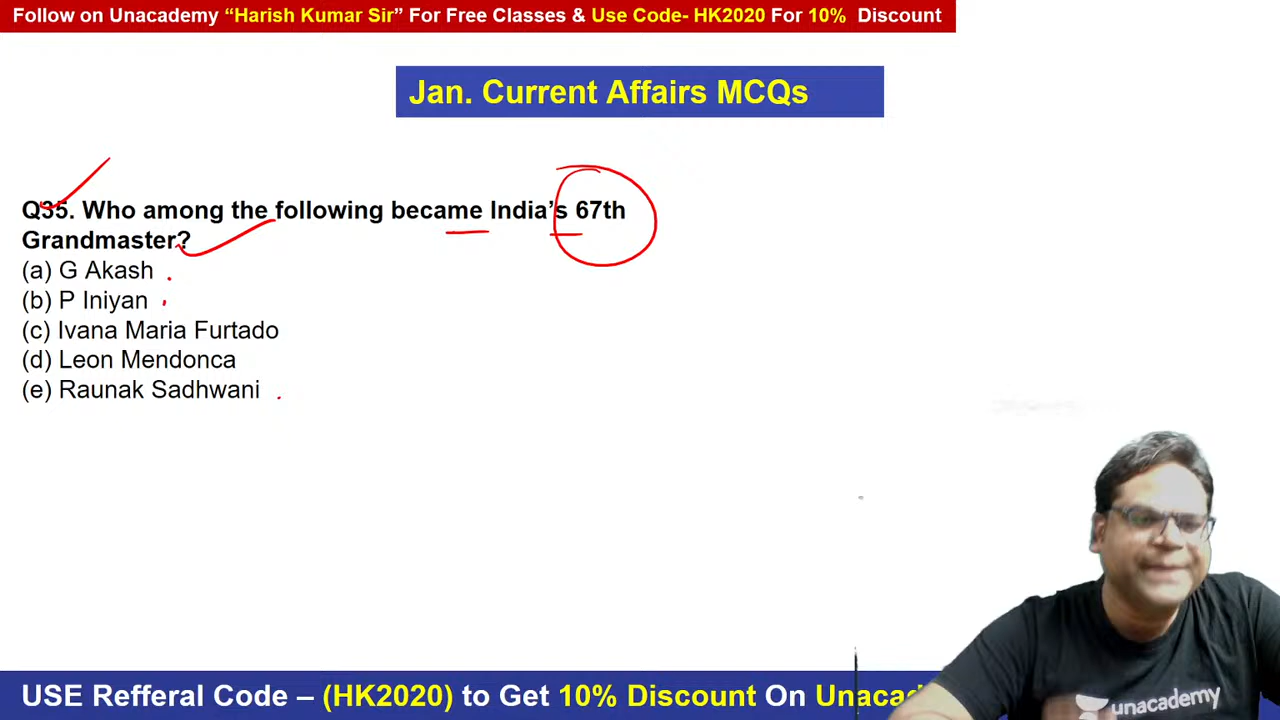 Follow on Unacademy “Harish Kumar Sir” For Free Classes & Use Code- HK2020 For 10% Discount
Jan. Current Affairs MCQs
Q35. Who among the following became India’s 67th
Grandmaster?
(a) G Akash
(b) P Iniyan
(c) Ivana Maria Furtado
(d) Leon Mendonca
(e) Raunak Sadhwani
unacademy
USE Refferal Code – (HK2020) to Get 10% Discount On Unacad